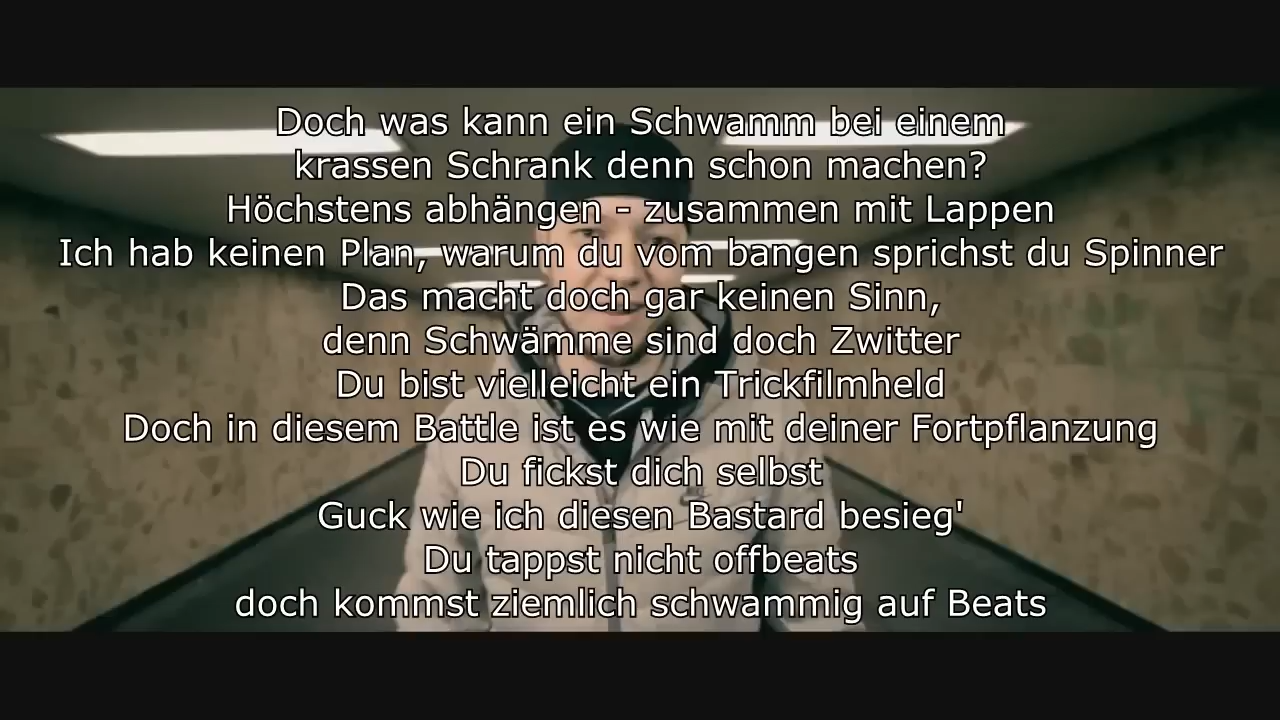 Doch was kann ein Schwamm bei einem
krassen Schrank denn schon machen?
Höchstens abhängen - zusammen mit Lappen
Ich hab keinen Plan, warum du vom bangen sprichst du Spinner
Das macht doch gar keinen Sinn,
denn Schwämme sind doch Zwitter
Du bist vielleicht ein Trickfilmheld
Doch in diesem Battle ist es wie mit deiner Fortpflanzung
Du fickst dich selbst
Guck wie ich diesen Bastard besieg'
Du tappst nicht offbeats
doch kommst ziemlich schwammig auf Beats